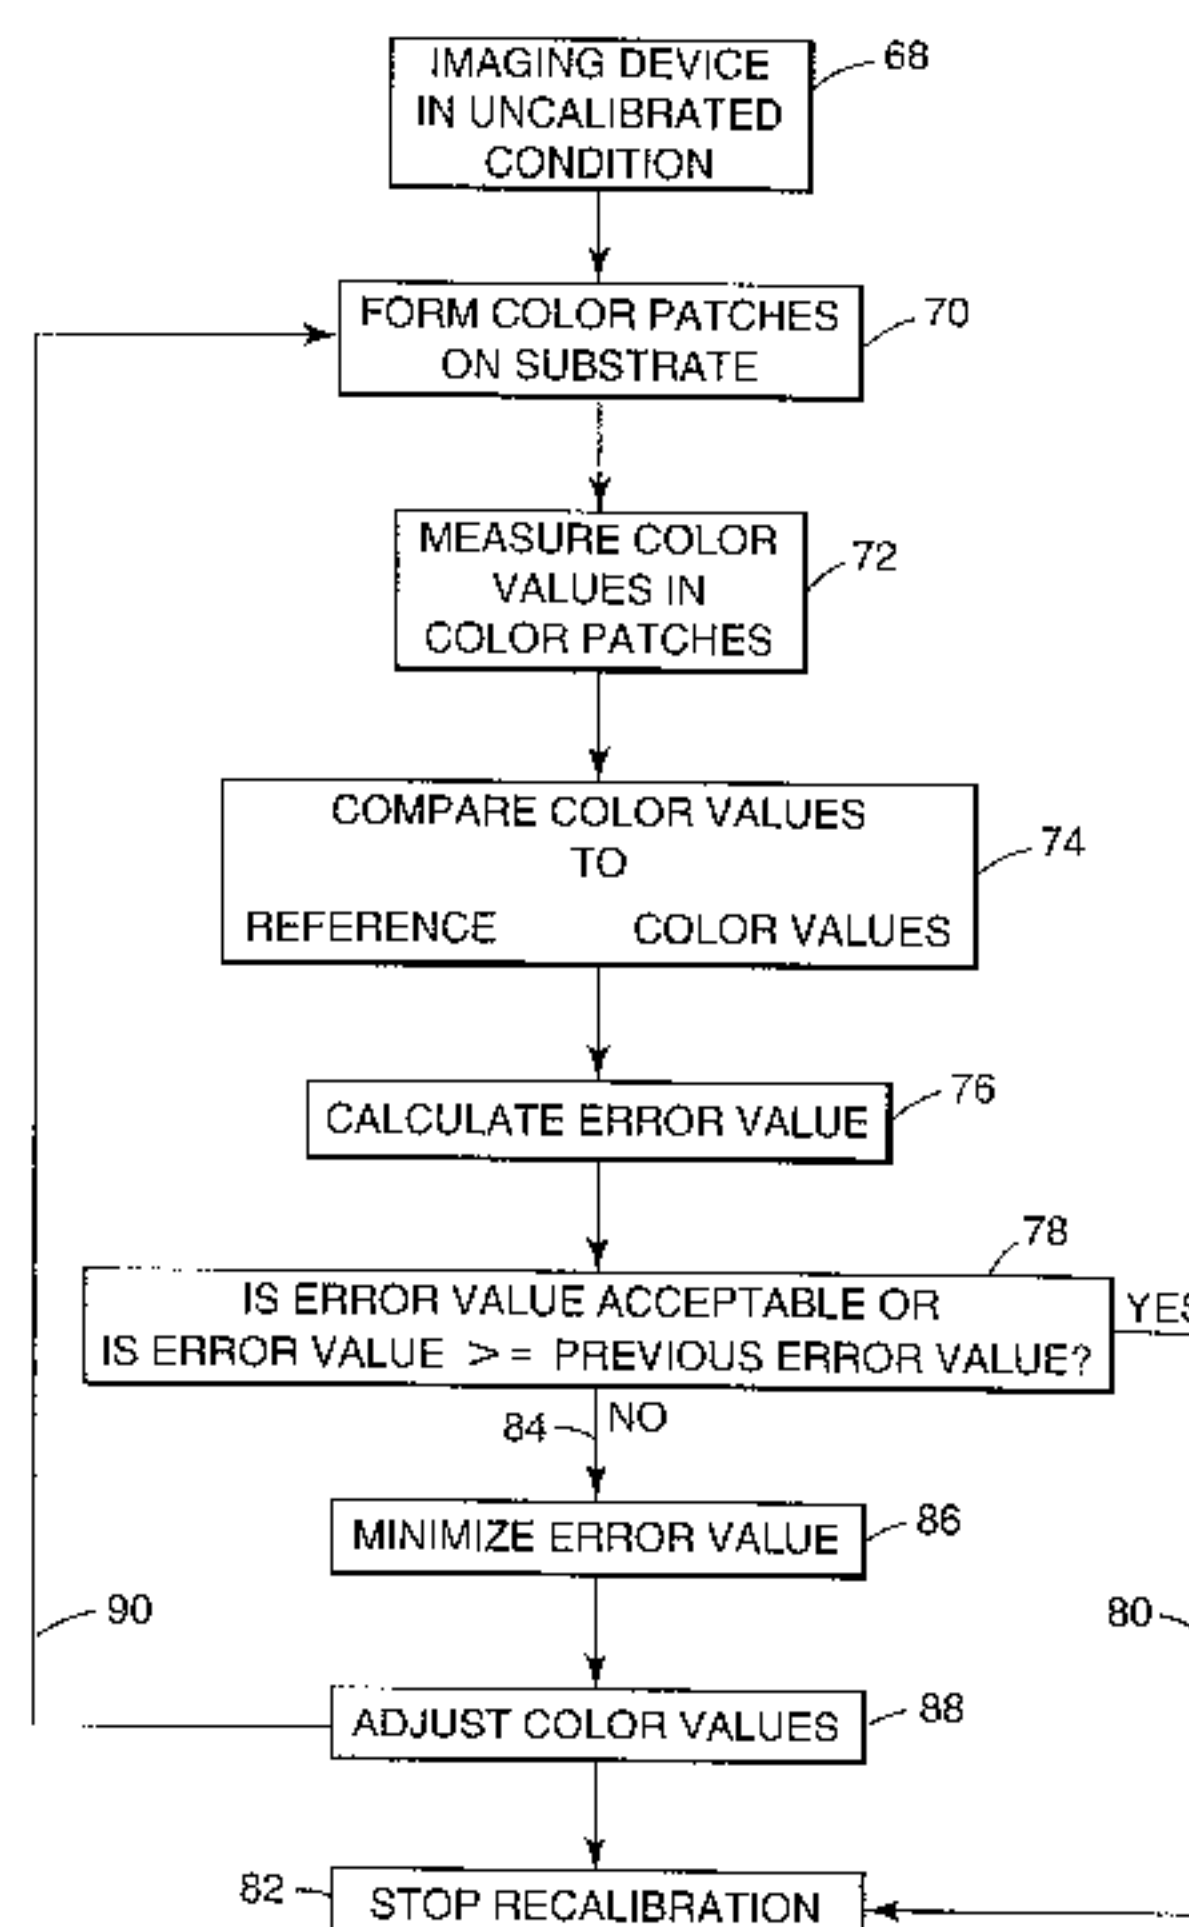 IMAGING DEVICE
IN UNCALIBRATED
CONDITION
68
FORM COLOR PATCHES
ON SUBSTRATE
70
MEASURE COLOR
VALUES IN
COLOR PATCHES
72
COMPARE COLOR VALUES
TO
REFERENCE COLOR VALUES
74
CALCULATE ERROR VALUE
76
78
IS ERROR VALUE ACCEPTABLE OR
IS ERROR VALUE >= PREVIOUS ERROR VALUE?
YES
84
NO
MINIMIZE ERROR VALUE
86
90
80
ADJUST COLOR VALUES
88
82
STOP RECALIBRATION